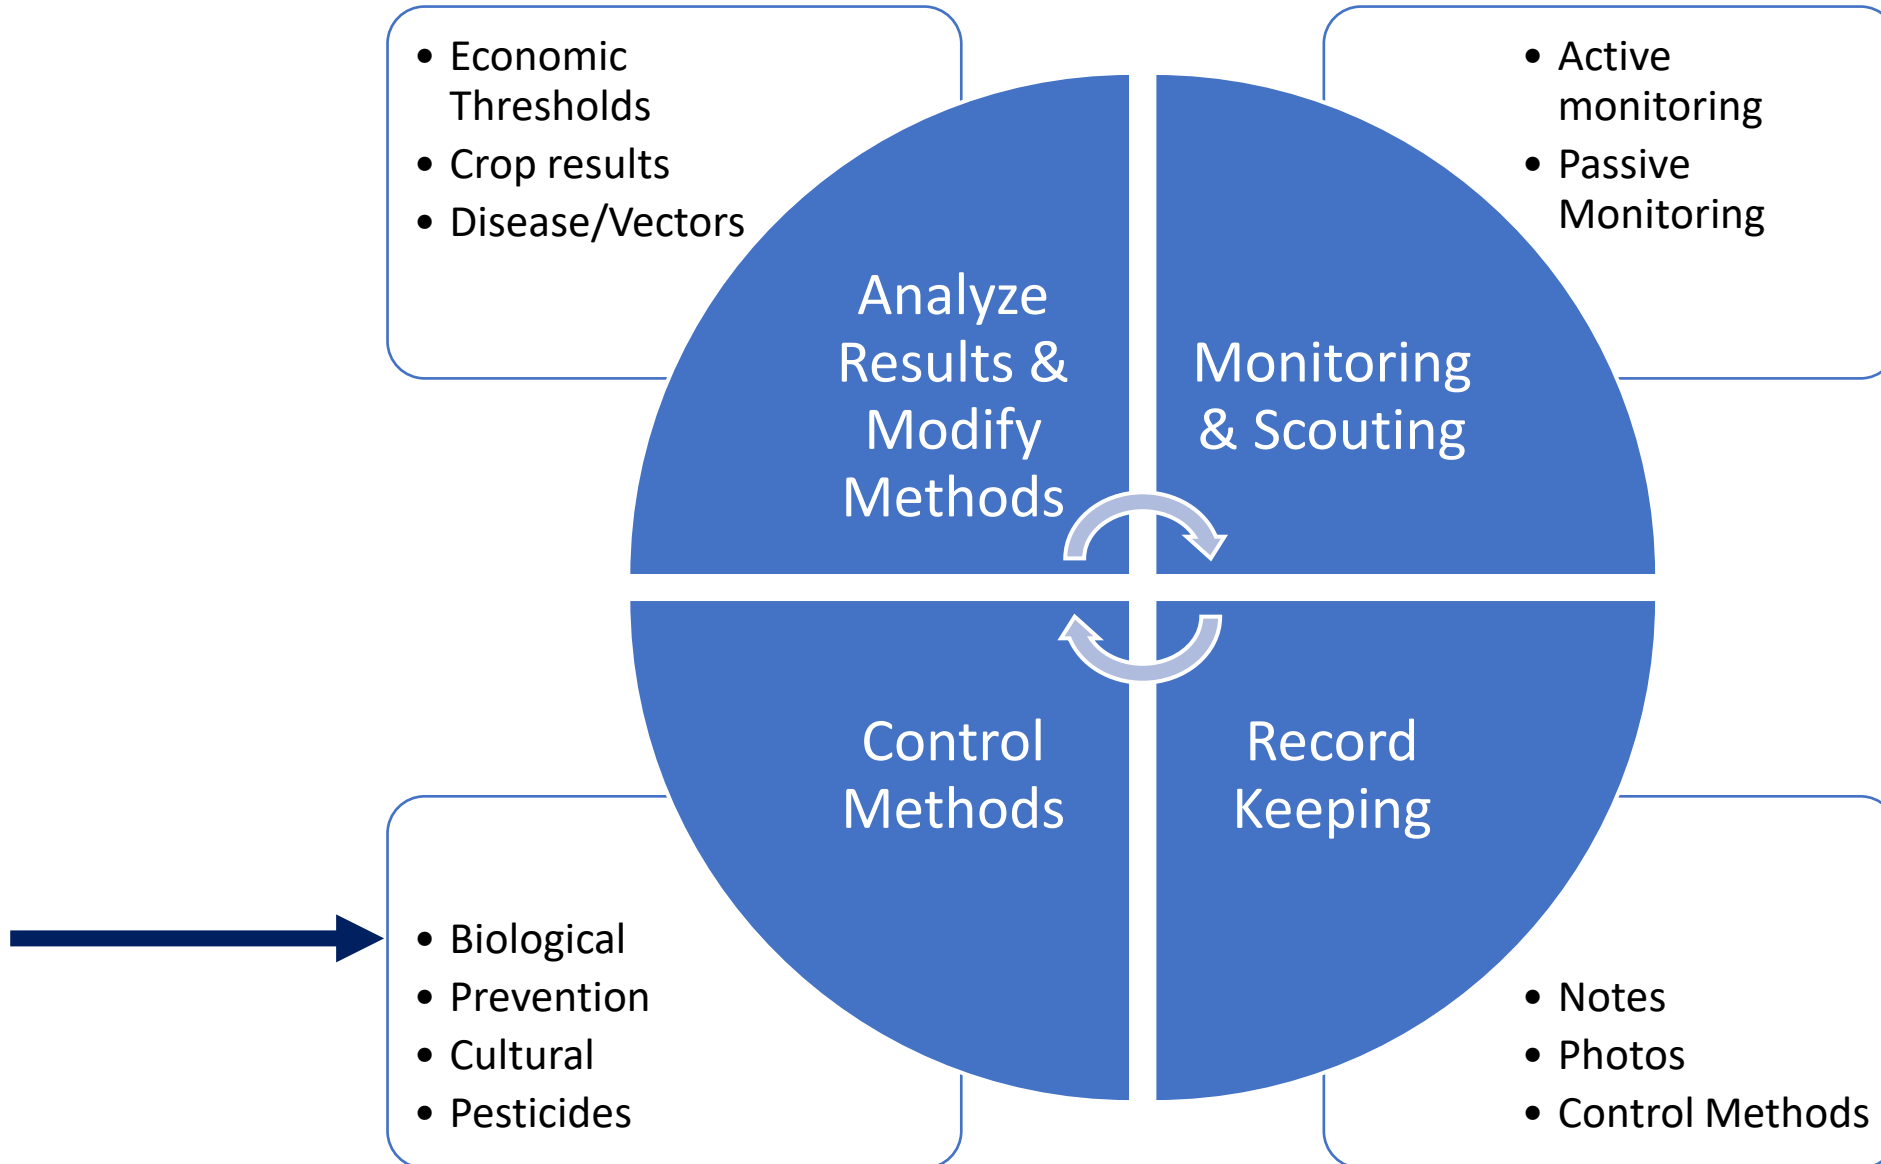 • Economic
Thresholds
• Crop results
• Disease/Vectors
• Active
monitoring
• Passive
Monitoring
Analyze
Results &
Modify
Methods
Monitoring
& Scouting
Control
Methods
Record
Keeping
• Biological
• Prevention
• Cultural
• Pesticides
• Notes
• Photos
• Control Methods